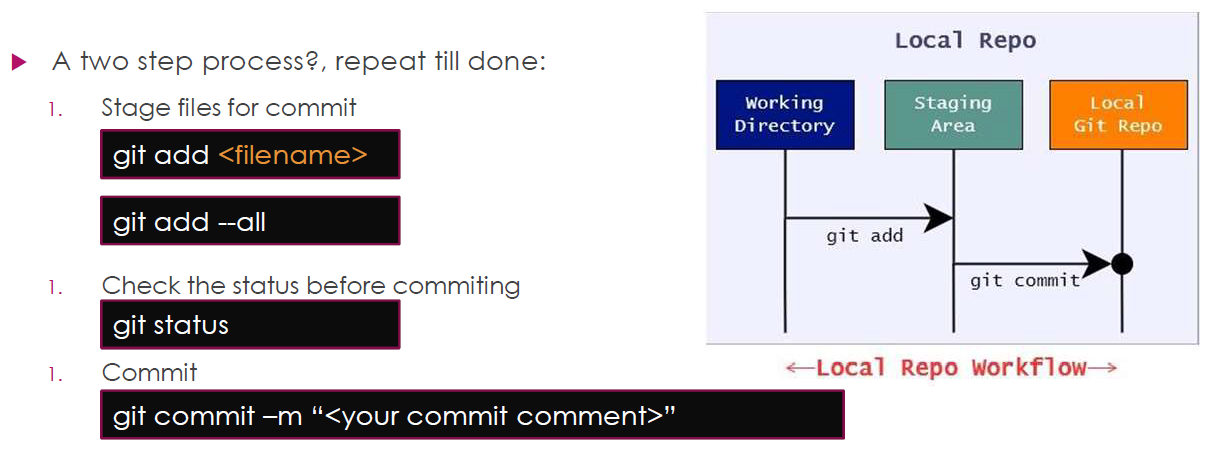 A two step process?, repeat till done:
1. Stage files for commit
git add <filename>
git add --all
1. Check the status before commiting
git status
1. Commit
git commit –m “<your commit comment>”
Local Repo
Working
Directory
Staging
Area
Local
Git Repo
git add
git commit
←Local Repo Workflow→